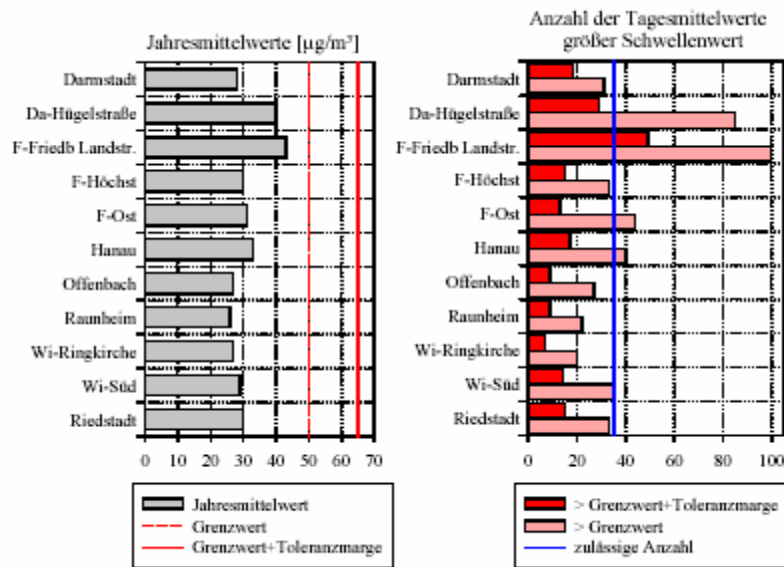 Jahresmittelwerte [µg/m³]
Darmstadt
Da-Hügelstraße
F-Friedb Landstr.
F-Höchst
F-Ost
Hanau
Offenbach
Raunheim
Wi-Ringkirche
Wi-Süd
Riedstadt
0 10 20 30 40 50 60 70
Jahresmittelwert
Grenzwert
Grenzwert+Toleranzmarge
Anzahl der Tagesmittelwerte
größer Schwellenwert
Darmstadt
Da-Hügelstraße
F-Friedb Landstr.
F-Höchst
F-Ost
Hanau
Offenbach
Raunheim
Wi-Ringkirche
Wi-Süd
Riedstadt
0 20 40 60 80 100
> Grenzwert+Toleranzmarge
> Grenzwert
zulässige Anzahl